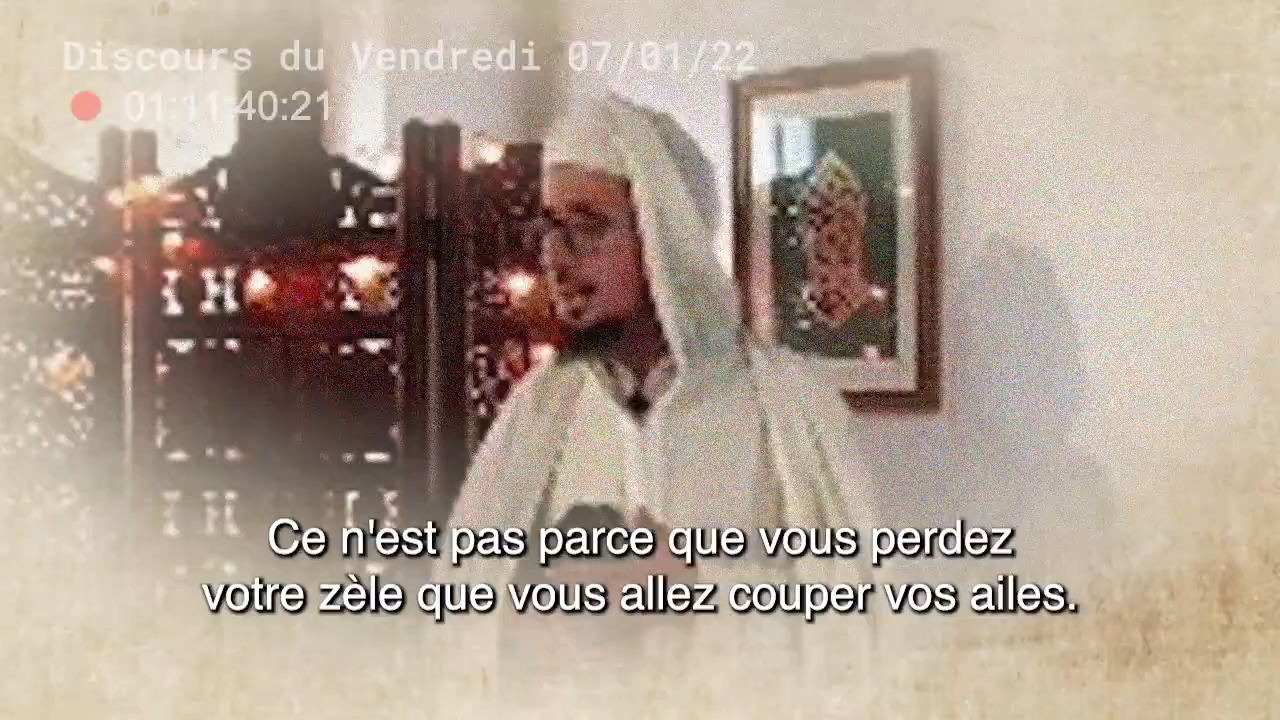 Discours du Vendredi 07/01/22
01:11:40:21
Ce n'est pas parce que vous perdez
votre zèle que vous allez couper vos ailes.